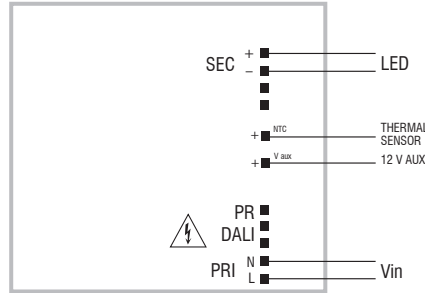 SEC + LED
−
+ NTC THERMAL
SENSOR
+ V aux 12 V AUX
PR
DALI
PRI N Vin
L